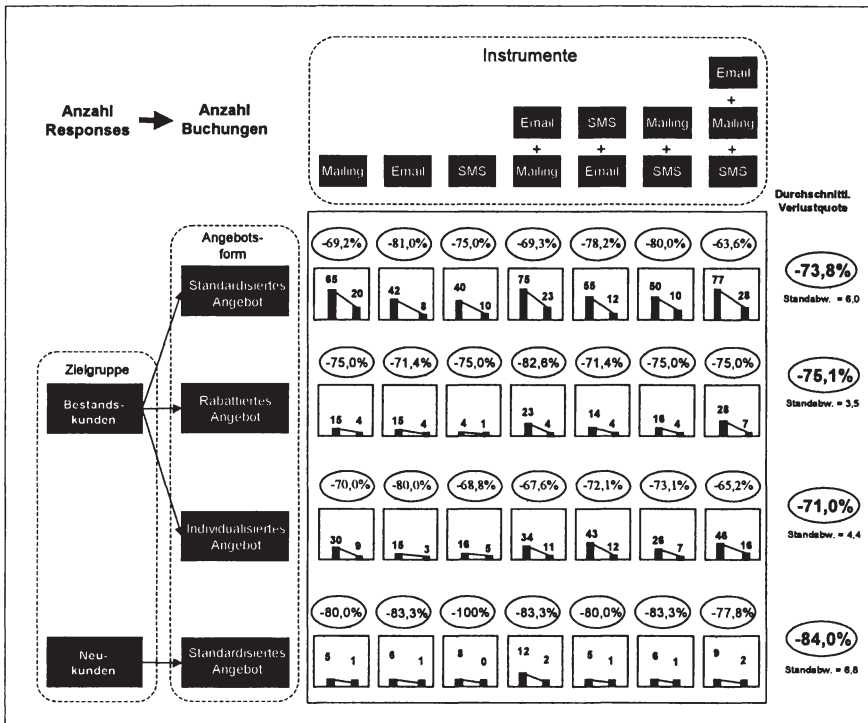 Instrumente
Email
+
Anzahl Responses
Anzahl Buchungen
Email SMS Mailing Mailing
+ + + +
Mailing Email SMS Mailing Email SMS SMS
Durchschnittl.
Verlustquote
Angebots-
form
-69,2% -81,0% -75,0% -69,3% -78,2% -80,0% -63,6%
-73,8%
Standardisiertes
Angebot
65 20 42 8 40 10 75 23 55 12 50 10 77 28
Standabw. = 6,0
Zielgruppe
-75,0% -71,4% -75,0% -82,6% -71,4% -75,0% -75,0%
-75,1%
Bestands-
kunden
Rabattiertes
Angebot
15 4 15 4 4 1 23 4 14 4 16 4 28 7
Standabw. = 3,5
-70,0% -80,0% -68,8% -67,6% -72,1% -73,1% -65,2%
-71,0%
Individualisiertes
Angebot
30 9 15 3 16 5 34 11 43 12 26 7 46 16
Standabw. = 4,4
-80,0% -83,3% -100% -83,3% -80,0% -83,3% -77,8%
-84,0%
Neu-
kunden
Standardisiertes
Angebot
5 1 6 1 8 0 12 2 5 1 6 1 9 2
Standabw. = 6,8